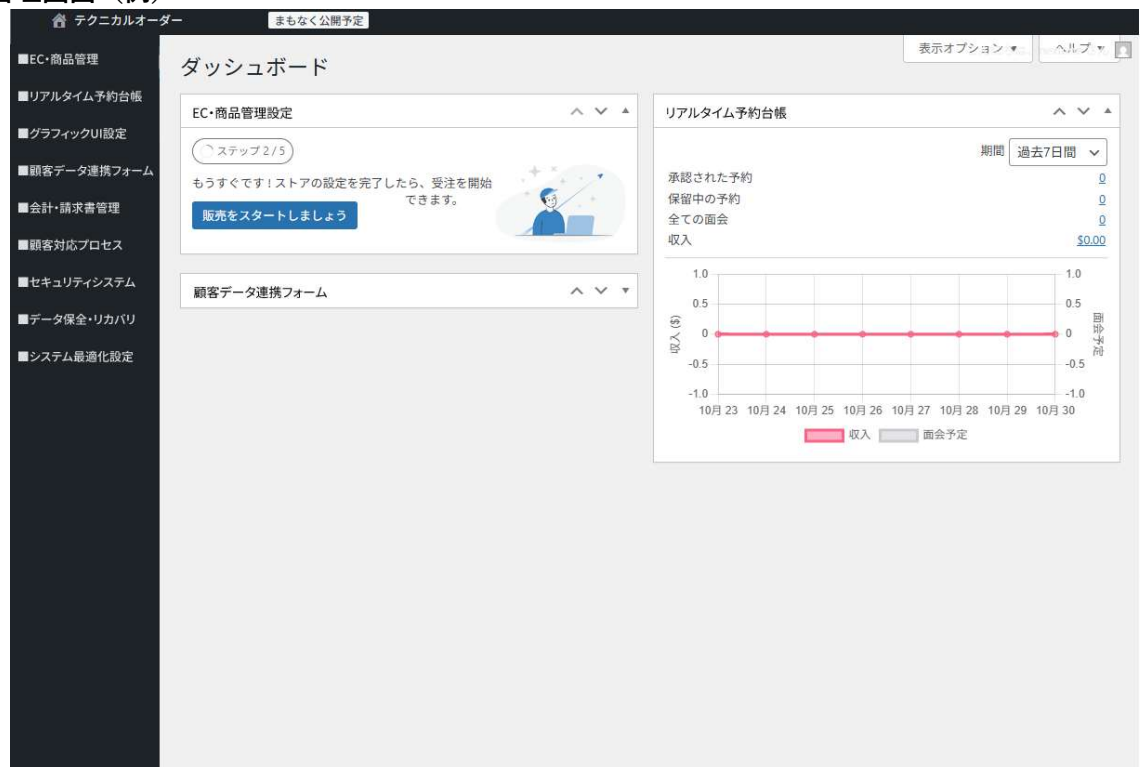 テクニカルオーダー
まもなく公開予定
■EC・商品管理
■リアルタイム予約台帳
■グラフィックUI設定
■顧客データ連携フォーム
■会計・請求書管理
■顧客対応プロセス
■セキュリティシステム
■データ保全・リカバリ
■システム最適化設定
ダッシュボード
表示オプション ▼
ヘルプ ▼
EC・商品管理設定
ステップ 2 / 5
もうすぐです ! ストアの設定を完了したら、受注を開始
できます。
販売をスタートしましょう
顧客データ連携フォーム
リアルタイム予約台帳
期間 過去7日間
承認された予約 0
保留中の予約 0
全ての面会 0
収入 $0.00
収入 ($)
1.0 1.0
0.5 0.5
0 0
-0.5 -0.5
-1.0 -1.0
面会予定
10月 23 10月 24 10月 25 10月 26 10月 27 10月 28 10月 29 10月 30
収入 面会予定